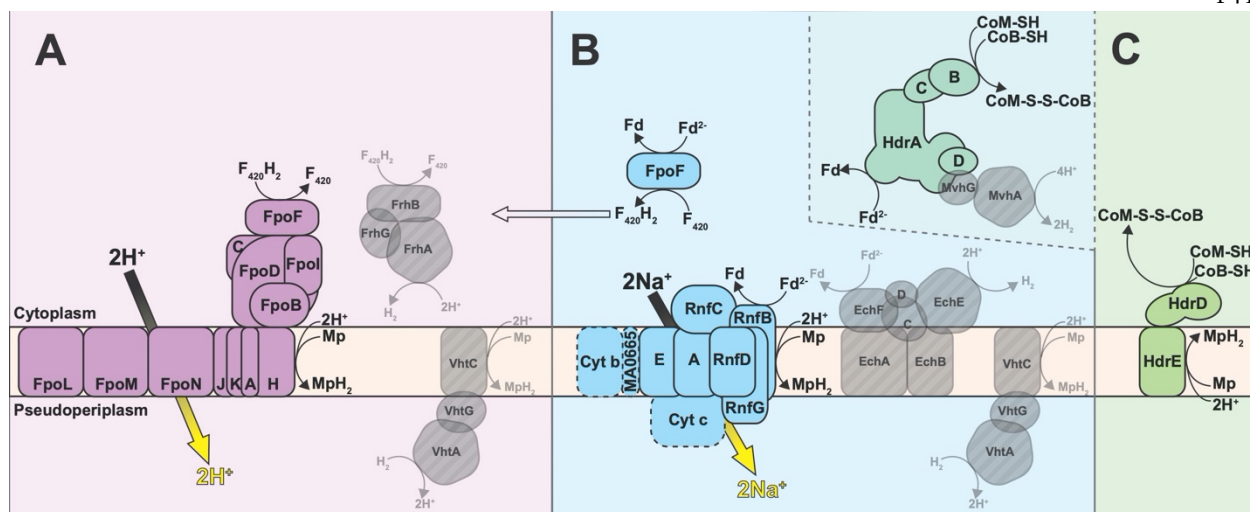 A
F₄₂₀H₂
F₄₂₀
FpoF
C
FpoD
FpoI
FpoB
2H⁺
Cytoplasm
FpoL
FpoM
FpoN
J
K
A
H
2H⁺
Mp
MpH₂
Pseudoperiplasm
2H⁺
F₄₂₀H₂
F₄₂₀
FrhB
FrhG
FrhA
H₂
2H⁺
VhtC
2H⁺
Mp
MpH₂
VhtG
VhtA
H₂
2H⁺
B
Fd
Fd²⁻
FpoF
F₄₂₀H₂
F₄₂₀
2Na⁺
Fd
Fd²⁻
RnfC
RnfB
Cyt b
MA0665
E
A
RnfD
RnfG
Cyt c
2H⁺
Mp
MpH₂
2Na⁺
CoM-SH
CoB-SH
C
B
CoM-S-S-CoB
HdrA
D
Fd
Fd²⁻
MvhG
MvhA
4H⁺
2H₂
Fd
Fd²⁻
2H⁺
H₂
EchF
D
C
EchE
EchA
EchB
VhtC
2H⁺
Mp
MpH₂
VhtG
VhtA
H₂
2H⁺
C
CoM-S-S-CoB
CoM-SH
CoB-SH
HdrD
HdrE
MpH₂
Mp
2H⁺